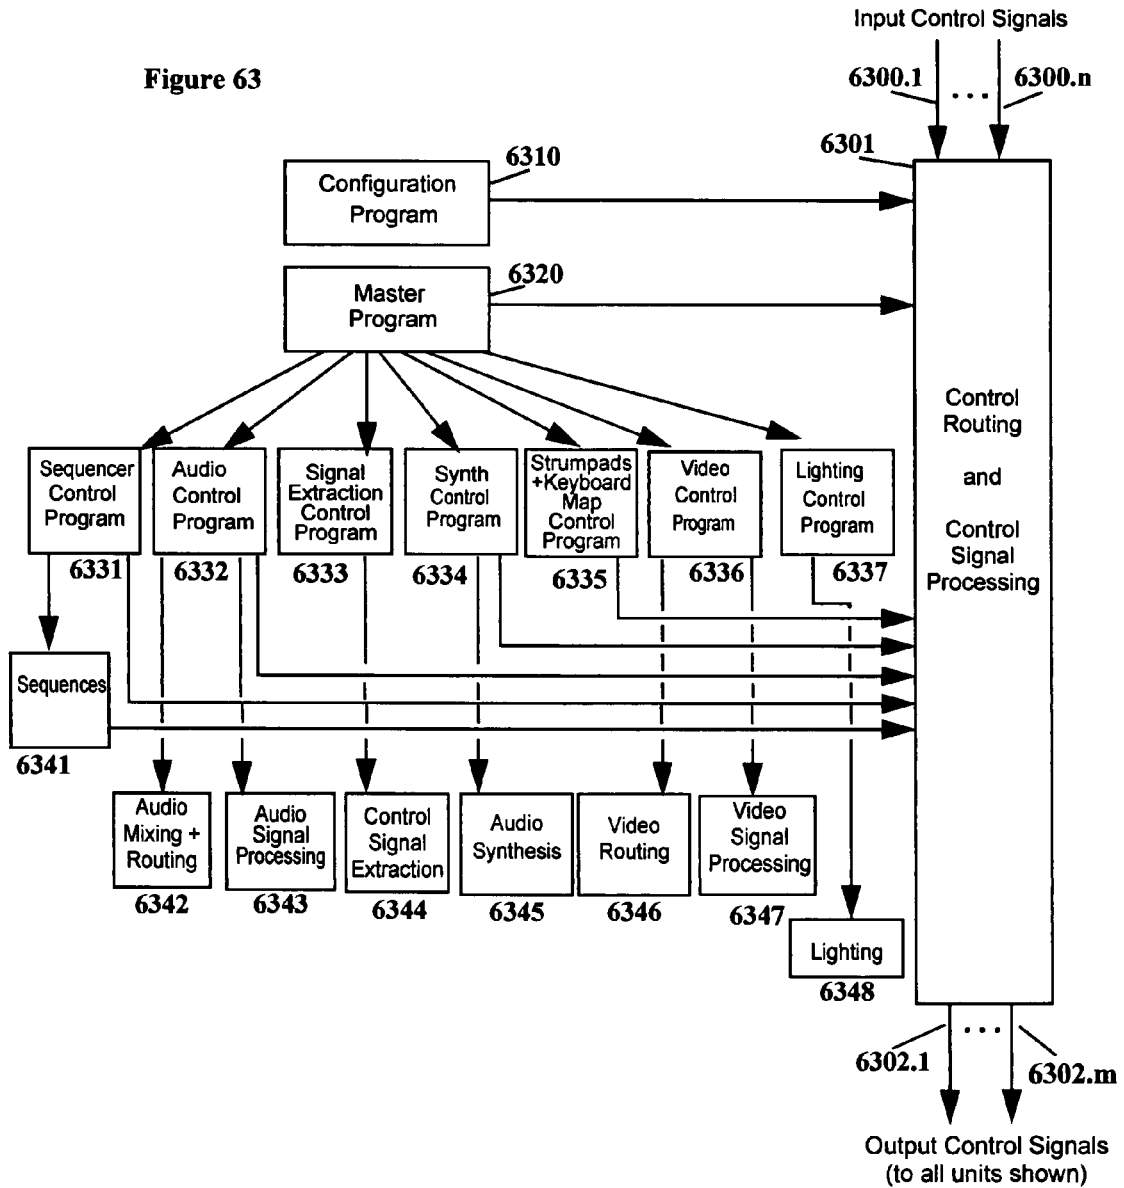 Input Control Signals
Figure 63
6300.1
...
6300.n
6301
6310
Configuration
Program
6320
Master
Program
Control
Routing
and
Control
Signal
Processing
Sequencer
Control
Program
6331
Audio
Control
Program
6332
Signal
Extraction
Control
Program
6333
Synth
Control
Program
6334
Strumpads
+Keyboard
Map
Control
Program
6335
Video
Control
Program
6336
Lighting
Control
Program
6337
Sequences
6341
Audio
Mixing +
Routing
6342
Audio
Signal
Processing
6343
Control
Signal
Extraction
6344
Audio
Synthesis
6345
Video
Routing
6346
Video
Signal
Processing
6347
Lighting
6348
6302.1
...
6302.m
Output Control Signals
(to all units shown)